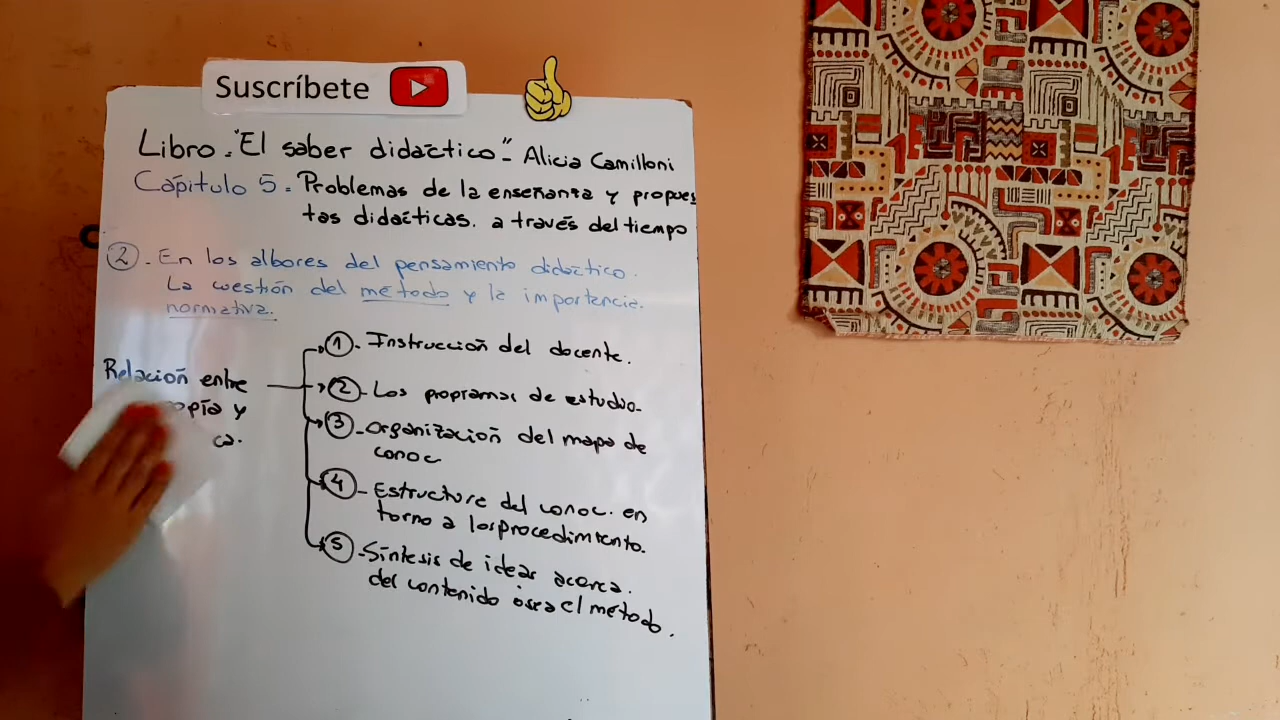 Suscríbete
Libro. "El saber didáctico"- Alicia Camilloni
Capitulo 5. Problemas de la enseñanza y propues
tas didácticas. a través del tiempo
2. En los albores del pensamiento didáctico.
La cuestión del método y la importancia.
normativa.
1. Instrucción del docente.
Relación entre
2. Los programas de estudio.
y
3. Organización del mapa de
conoc
ca.
4. Estructura del conoc. en
torno a los procedimiento.
5. Síntesis de ideas acerca.
del contenido osea el método.